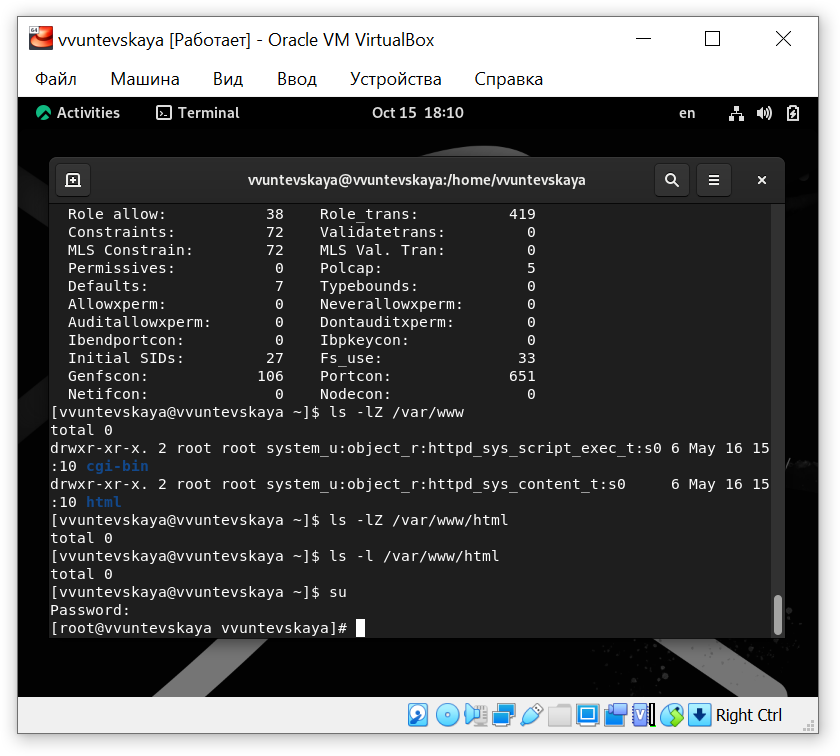 vvuntevskaya [Работает] - Oracle VM VirtualBox
Файл Машина Вид Ввод Устройства Справка
Activities Terminal Oct 15 18:10 en
vvuntevskaya@vvuntevskaya:/home/vvuntevskaya
Role allow: 38 Role_trans: 419
Constraints: 72 Validatetrans: 0
MLS Constrain: 72 MLS Val. Tran: 0
Permissives: 0 Polcap: 5
Defaults: 7 Typebounds: 0
Allowxperm: 0 Neverallowxperm: 0
Auditallowxperm: 0 Dontauditxperm: 0
Ibendportcon: 0 Ibpkeycon: 0
Initial SIDs: 27 Fs_use: 33
Genfscon: 106 Portcon: 651
Netifcon: 0 Nodecon: 0
[vvuntevskaya@vvuntevskaya ~]$ ls -lZ /var/www
total 0
drwxr-xr-x. 2 root root system_u:object_r:httpd_sys_script_exec_t:s0 6 May 16 15
:10 cgi-bin
drwxr-xr-x. 2 root root system_u:object_r:httpd_sys_content_t:s0 6 May 16 15
:10 html
[vvuntevskaya@vvuntevskaya ~]$ ls -lZ /var/www/html
total 0
[vvuntevskaya@vvuntevskaya ~]$ ls -l /var/www/html
total 0
[vvuntevskaya@vvuntevskaya ~]$ su
Password:
[root@vvuntevskaya vvuntevskaya]#
Right Ctrl